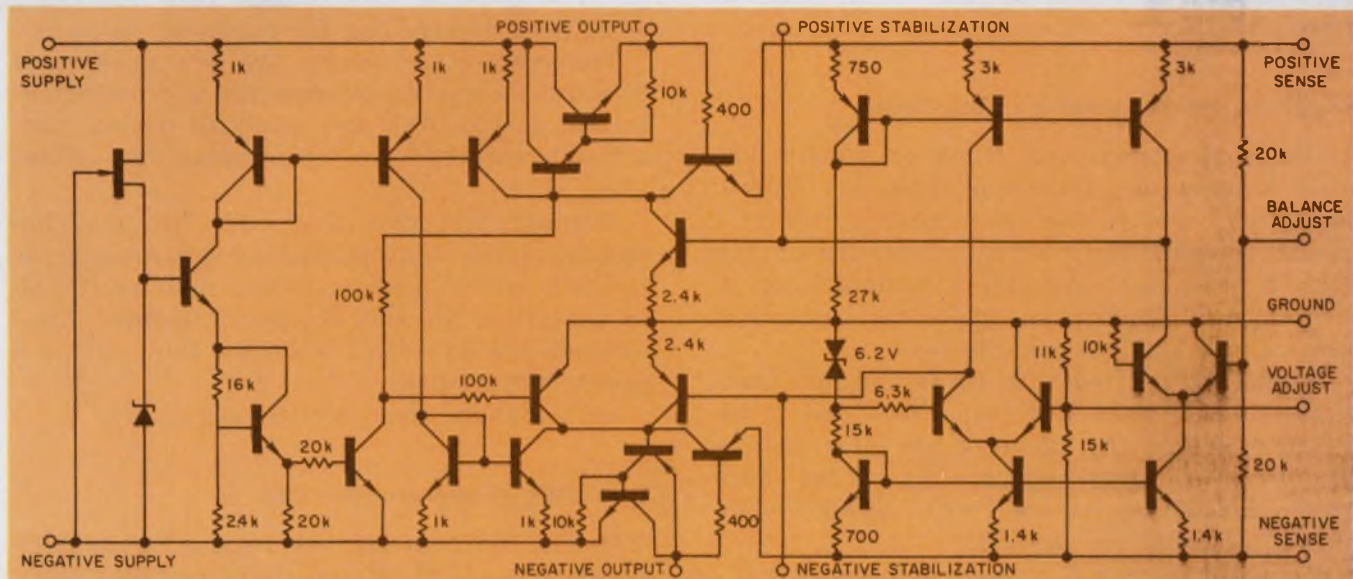 POSITIVE OUTPUT
POSITIVE STABILIZATION
POSITIVE
SUPPLY
1k
1k
1k
10k
400
750
3k
3k
POSITIVE
SENSE
20k
BALANCE
ADJUST
100k
2.4k
27k
GROUND
2.4k
6.2V
11k
10k
VOLTAGE
ADJUST
16k
100k
6.3k
15k
15k
20k
20k
2.4k
20k
1k
1k
10k
400
700
1.4k
1.4k
NEGATIVE
SENSE
NEGATIVE SUPPLY
NEGATIVE OUTPUT
NEGATIVE STABILIZATION